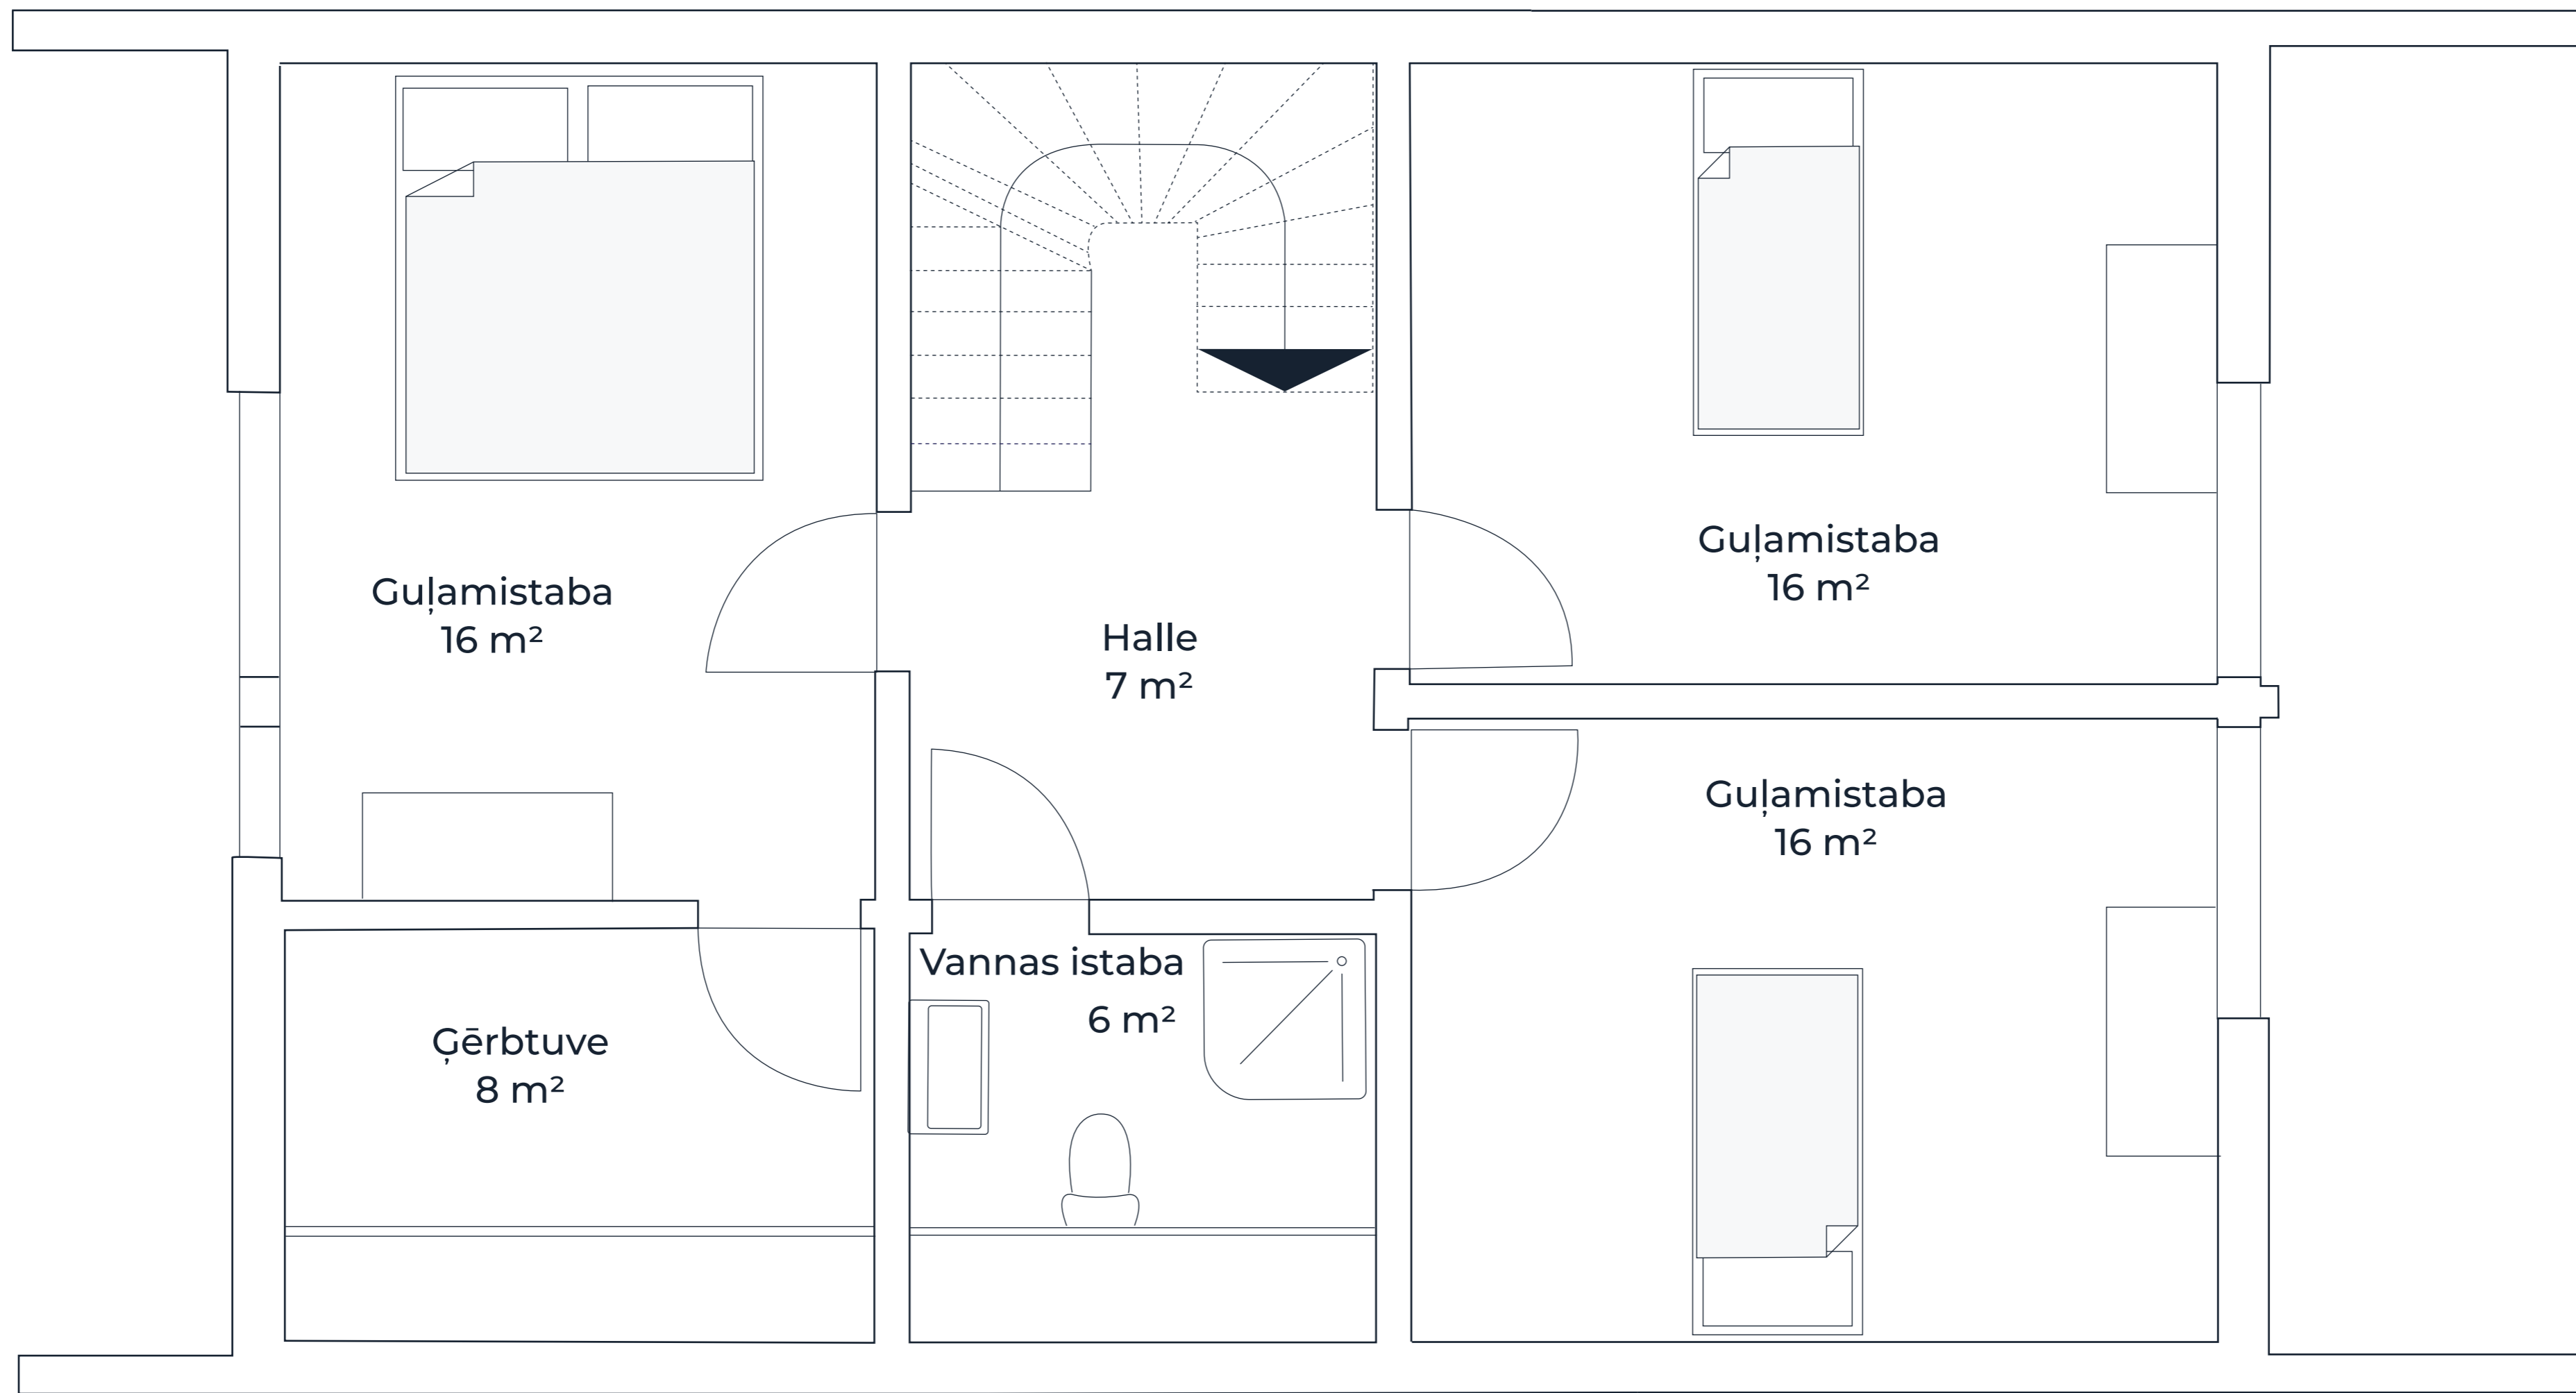 Guļamistaba
16 m²
Guļamistaba
16 m²
Halle
7 m²
Guļamistaba
16 m²
Vannas istaba
6 m²
Ģērbtuve
8 m²